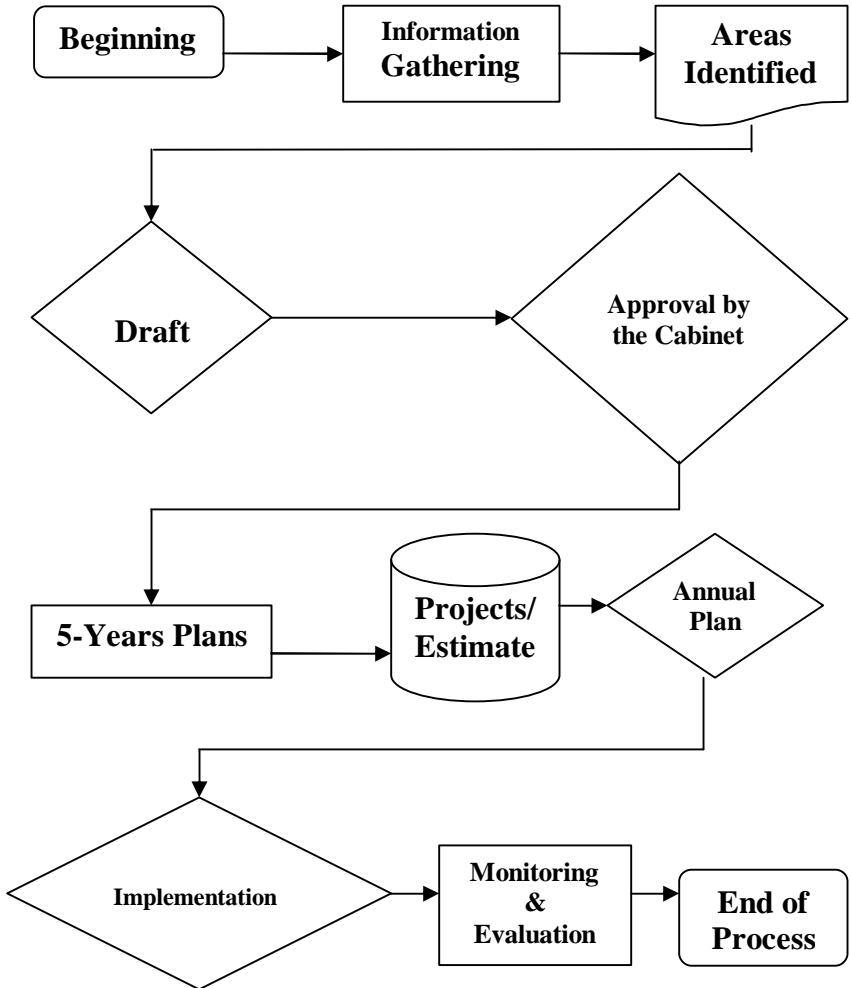 Beginning
Information
Gathering
Areas
Identified
Draft
Approval by
the Cabinet
5-Years Plans
Projects/
Estimate
Annual
Plan
Implementation
Monitoring
&
Evaluation
End of
Process